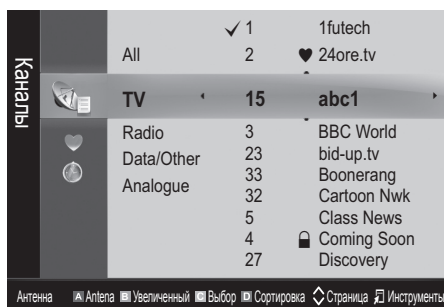 Каналы
✓ 1 1futech
All 2 ♥ 24ore.tv
TV 15 abc1
Radio 3 BBC World
Data/Other 23 bid-up.tv
Analogue 33 Boonerang
32 Cartoon Nwk
5 Class News
4 Coming Soon
27 Discovery
Антенна A Antena B Увеличенный C Выбор D Сортировка Страница Инструменты